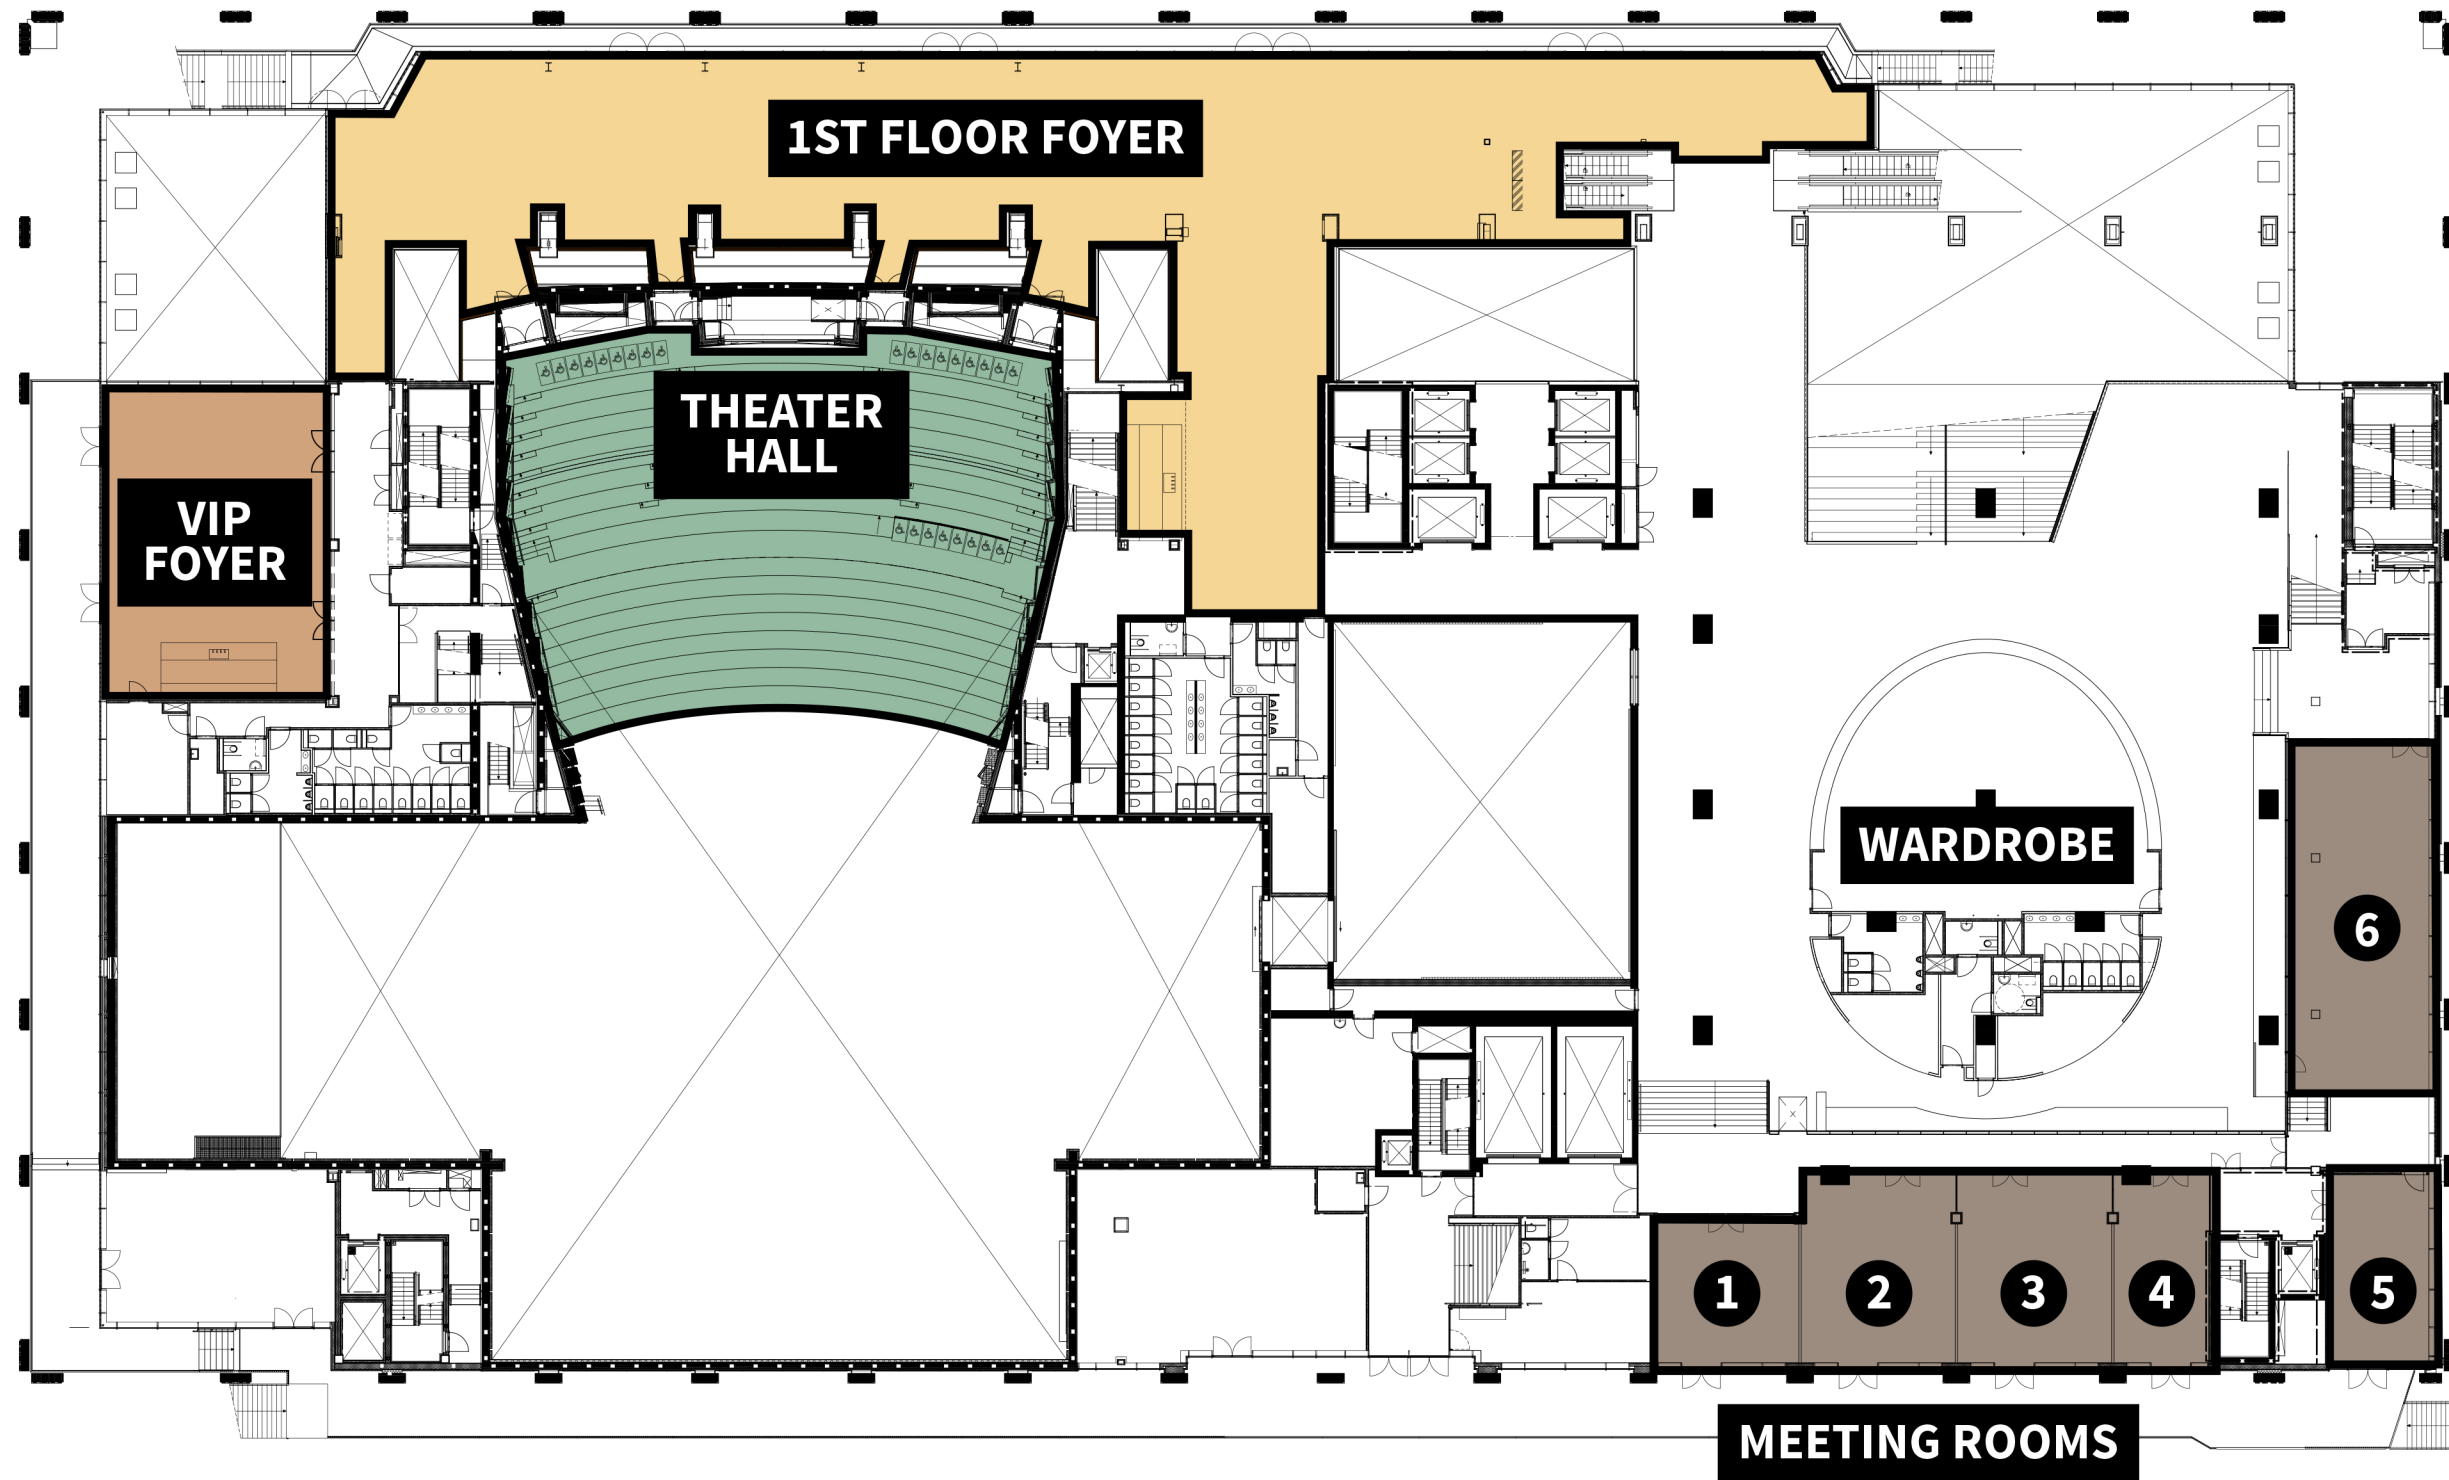 1ST FLOOR FOYER
THEATER
HALL
VIP
FOYER
WARDROBE
6
1
2
3
4
5
MEETING ROOMS